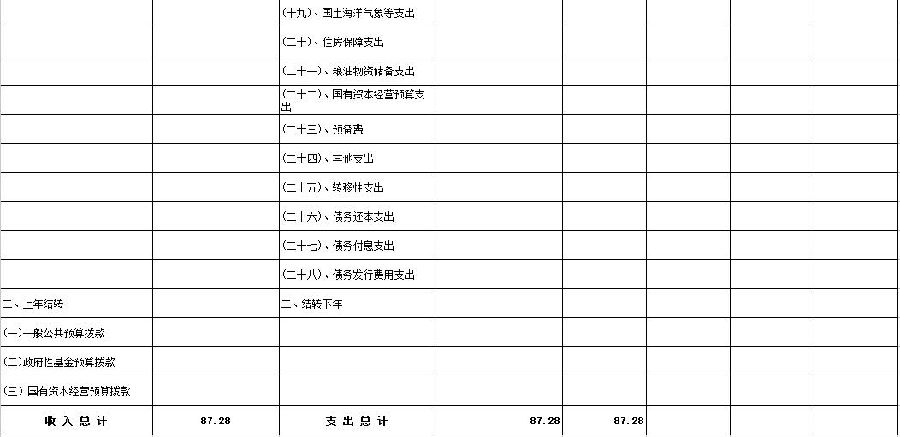 (十九)、国土海洋气象等支出
(二十)、住房保障支出
(二十一)、粮油物资储备支出
(二十二)、国有资本经营预算支
出
(二十三)、预备费
(二十四)、其他支出
(二十五)、转移性支出
(二十六)、债务还本支出
(二十七)、债务付息支出
(二十八)、债务发行费用支出
二、上年结转 二、结转下年
(一)一般公共预算拨款
(二)政府性基金预算拨款
(三)国有资本经营预算拨款
收入总计 87.28 支出总计 87.28 87.28